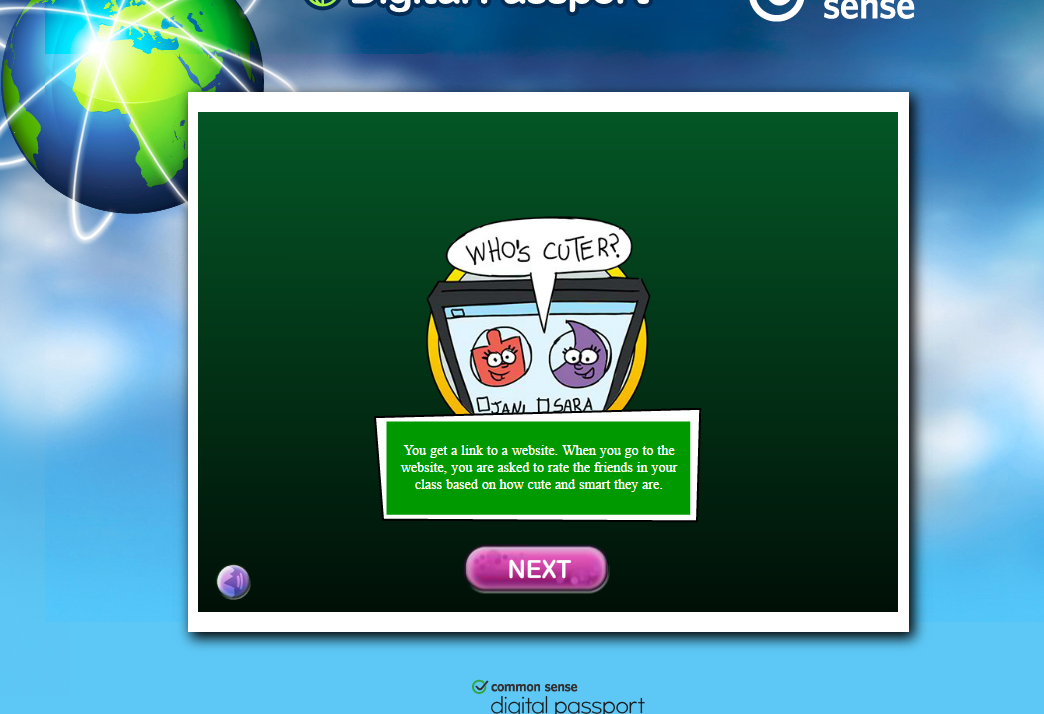 Digital Passport
sense
WHO'S CUTER?
JANI SARA
You get a link to a website. When you go to the
website, you are asked to rate the friends in your
class based on how cute and smart they are.
NEXT
common sense
digital passport